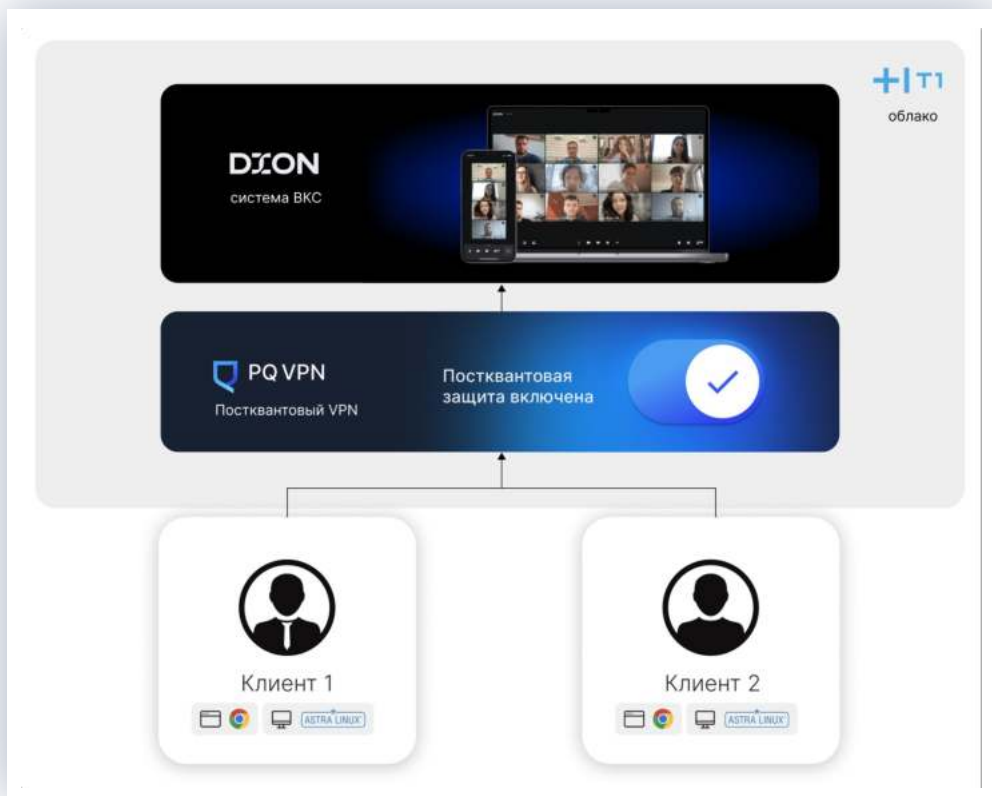 T1
облако
DION
система ВКС
PQ VPN
Постквантовый VPN
Постквантовая
защита включена
Клиент 1
ASTRA LINUX
Клиент 2
ASTRA LINUX